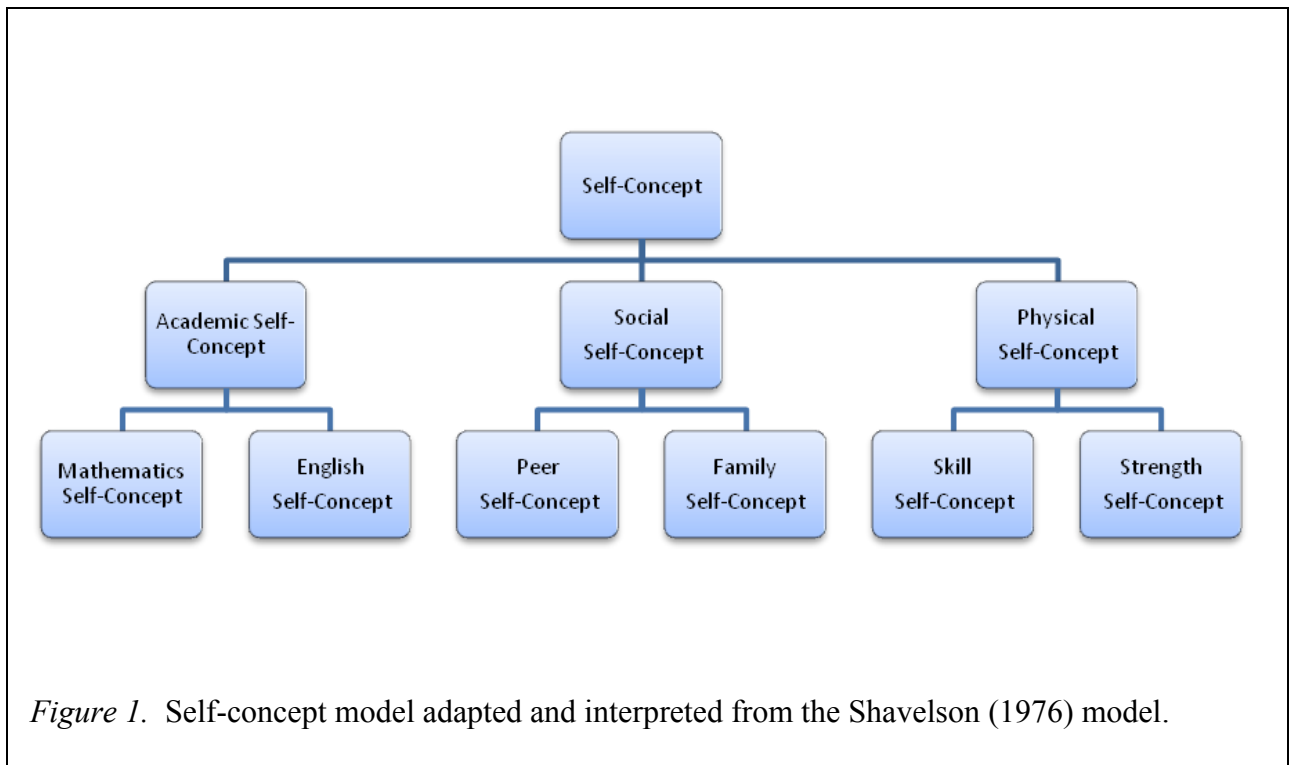 Self-Concept
Academic Self-
Concept
Social
Self-Concept
Physical
Self-Concept
Mathematics
Self-Concept
English
Self-Concept
Peer
Self-Concept
Family
Self-Concept
Skill
Self-Concept
Strength
Self-Concept
Figure 1. Self-concept model adapted and interpreted from the Shavelson (1976) model.